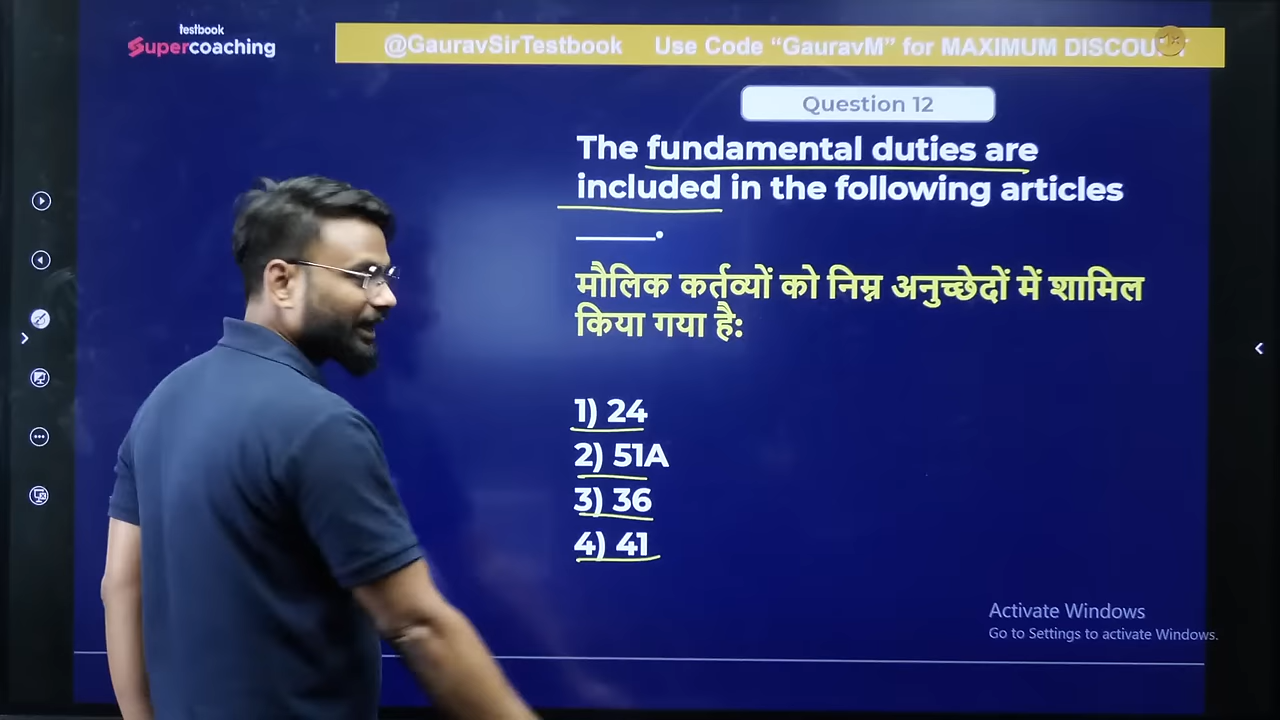 testbook
Supercoaching
@GauravSirTestbook Use Code “GauravM” for MAXIMUM
Question 12
The fundamental duties are
included in the following articles
______.
मौलिक कर्तव्यों को निम्न अनुच्छेदों में शामिल
किया गया है:
1) 24
2) 51A
3) 36
4) 41
Activate Windows
Go to Settings to activate Windows.